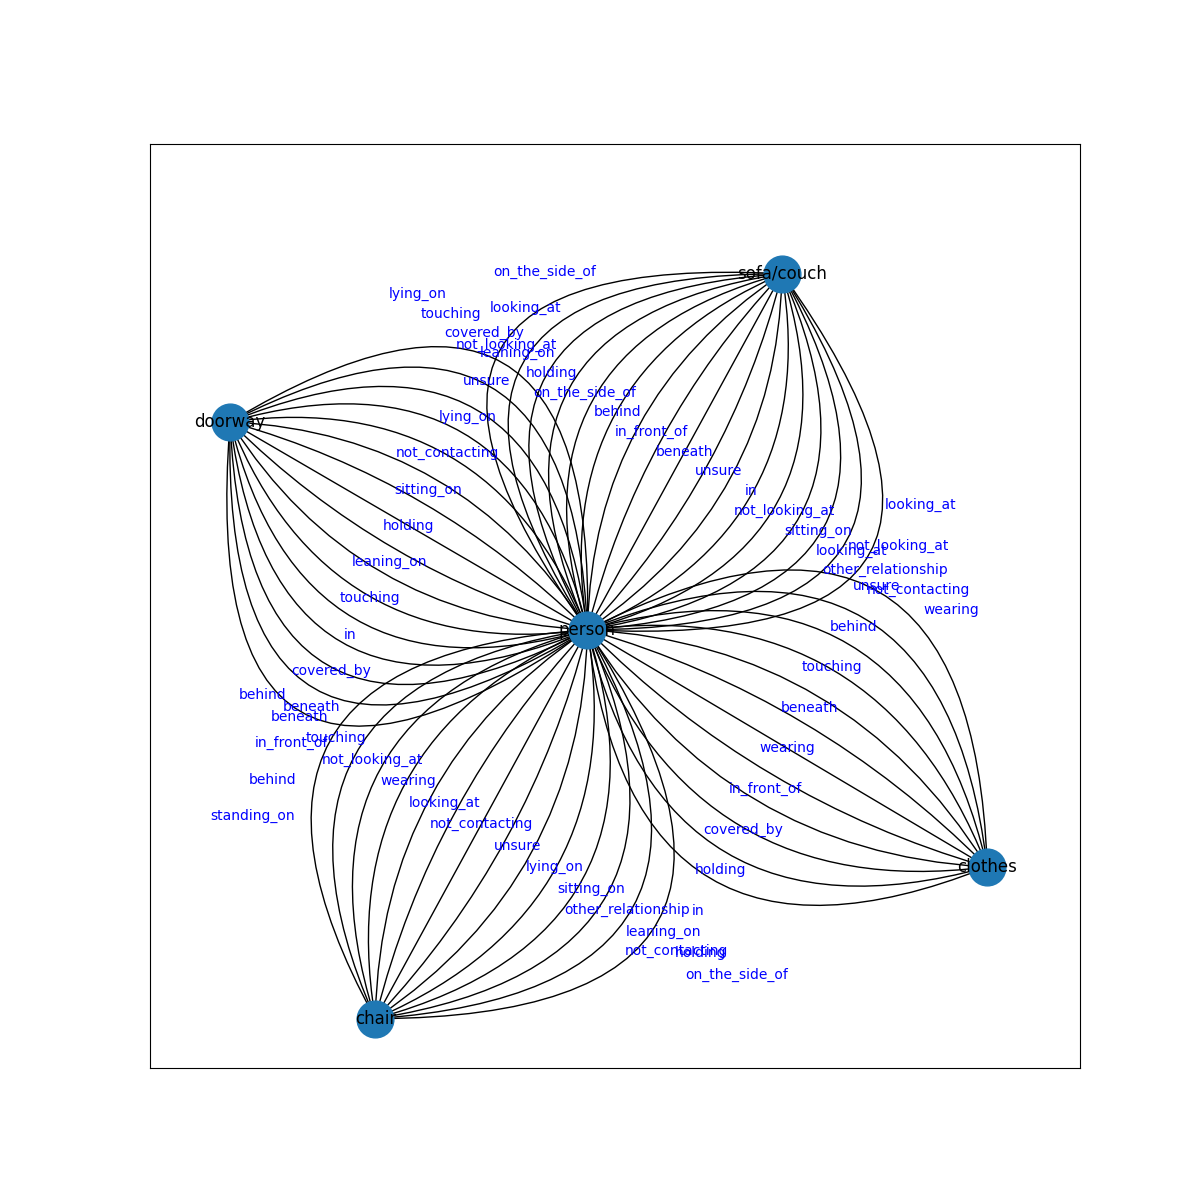 on_the_side_of
sofa/couch
lying_on
looking_at
touching
covered_by
not_looking_at
leaning_on
holding
unsure
on_the_side_of
behind
lying_on
doorway
in_front_of
not_contacting
beneath
unsure
sitting_on
in
looking_at
not_looking_at
holding
sitting_on
not_looking_at
looking_at
leaning_on
other_relationship
unsure
not_contacting
touching
wearing
behind
person
in
touching
covered_by
behind
beneath
beneath
wearing
touching
in_front_of
not_looking_at
behind
wearing
in_front_of
looking_at
standing_on
not_contacting
covered_by
unsure
lying_on
clothes
holding
sitting_on
other_relationship
in
leaning_on
not_contacting
holding
on_the_side_of
chair